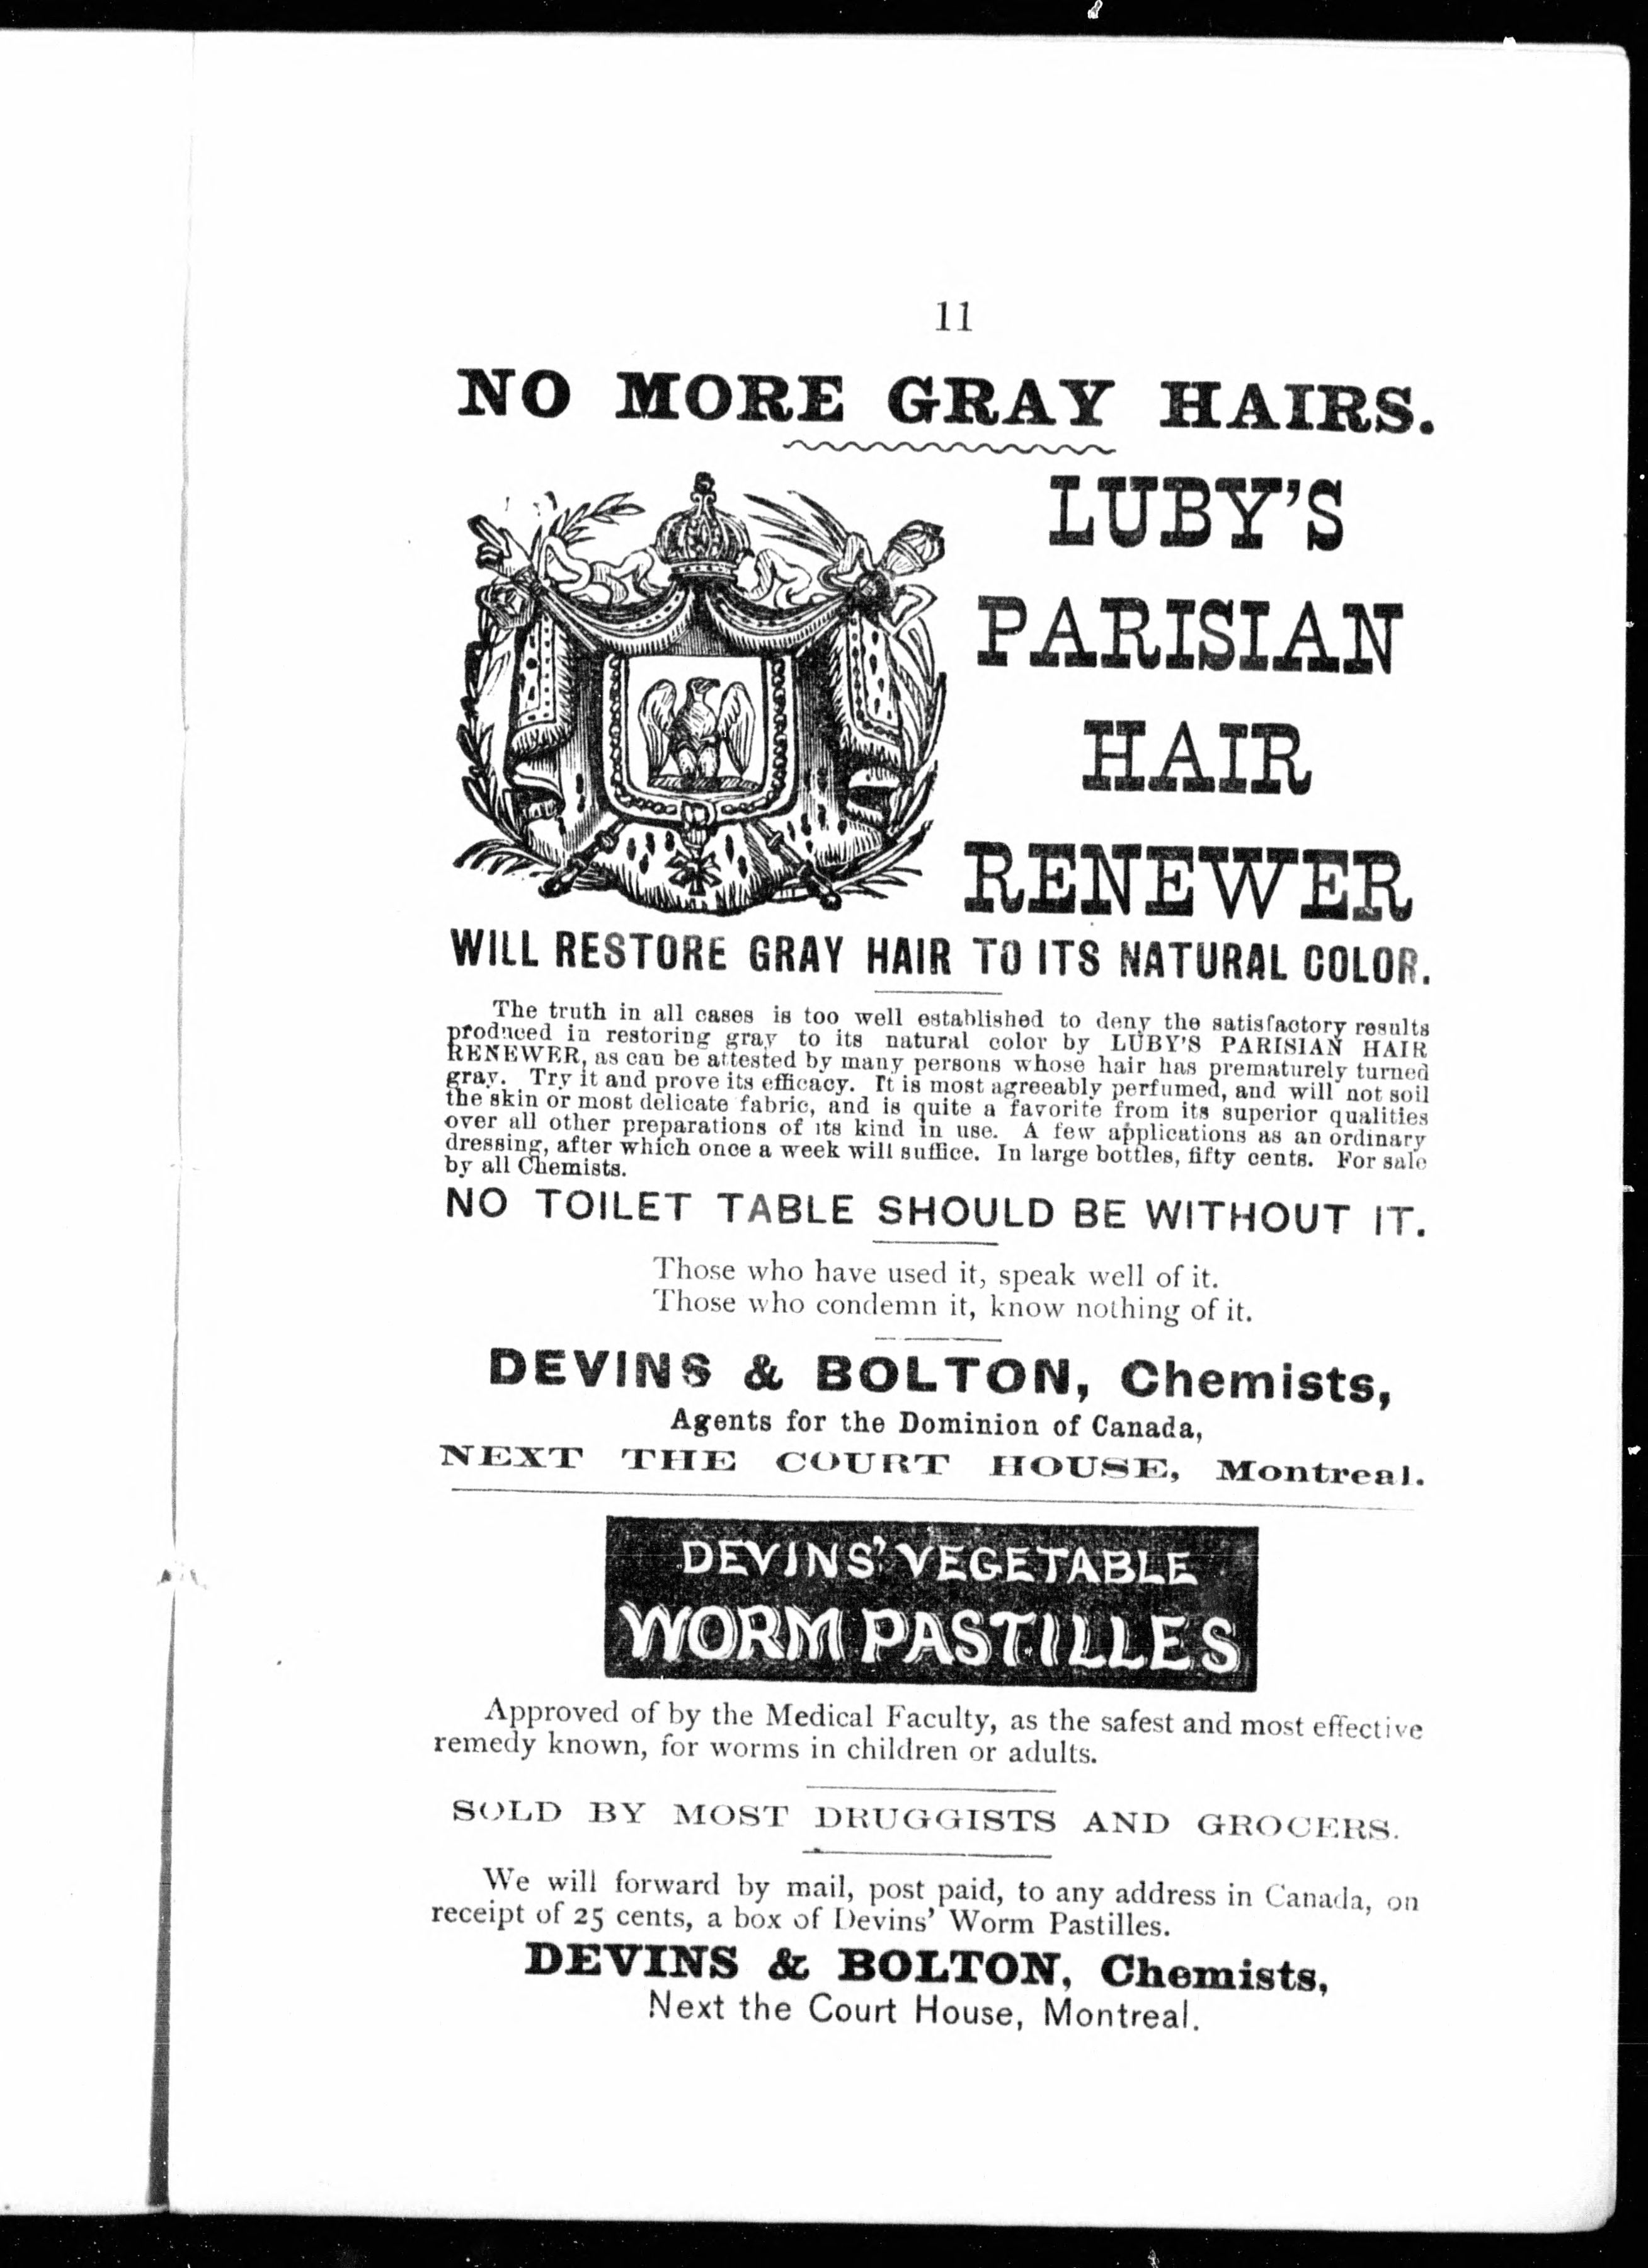 11
NO MORE GRAY HAIRS.
LUBY'S
PARISIAN
HAIR
RENEWER
WILL RESTORE GRAY HAIR TO ITS NATURAL COLOR.
The truth in all cases is too well established to deny the satisfactory results
produced in restoring gray to its natural color by LUBY'S PARISIAN HAIR
RENEWER, as can be attested by many persons whose hair has prematurely turned
gray. Try it and prove its efficacy. It is most agreeably perfumed, and will not soil
the skin or most delicate fabric, and is quite a favorite from its superior qualities
over all other preparations of its kind in use. A few applications as an ordinary
dressing, after which once a week will suffice. In large bottles, fifty cents. For sale
by all Chemists.
NO TOILET TABLE SHOULD BE WITHOUT IT.
Those who have used it, speak well of it.
Those who condemn it, know nothing of it.
DEVINS & BOLTON, Chemists,
Agents for the Dominion of Canada,
NEXT THE COURT HOUSE, Montreal.
DEVINS' VEGETABLE
WORM PASTILLES
Approved of by the Medical Faculty, as the safest and most effective
remedy known, for worms in children or adults.
SOLD BY MOST DRUGGISTS AND GROCERS.
We will forward by mail, post paid, to any address in Canada, on
receipt of 25 cents, a box of Devins' Worm Pastilles.
DEVINS & BOLTON, Chemists,
Next the Court House, Montreal.